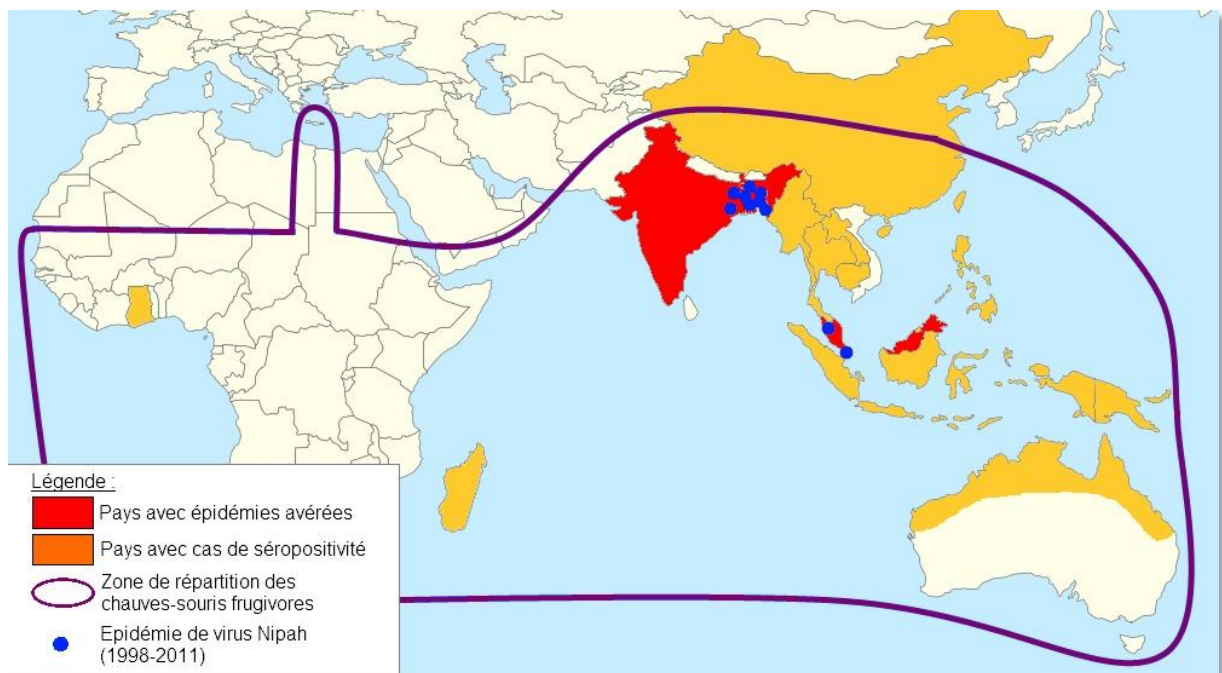 Légende :
Pays avec épidémies avérées
Pays avec cas de séropositivité
Zone de répartition des
chauves-souris frugivores
Epidémie de virus Nipah
(1998-2011)